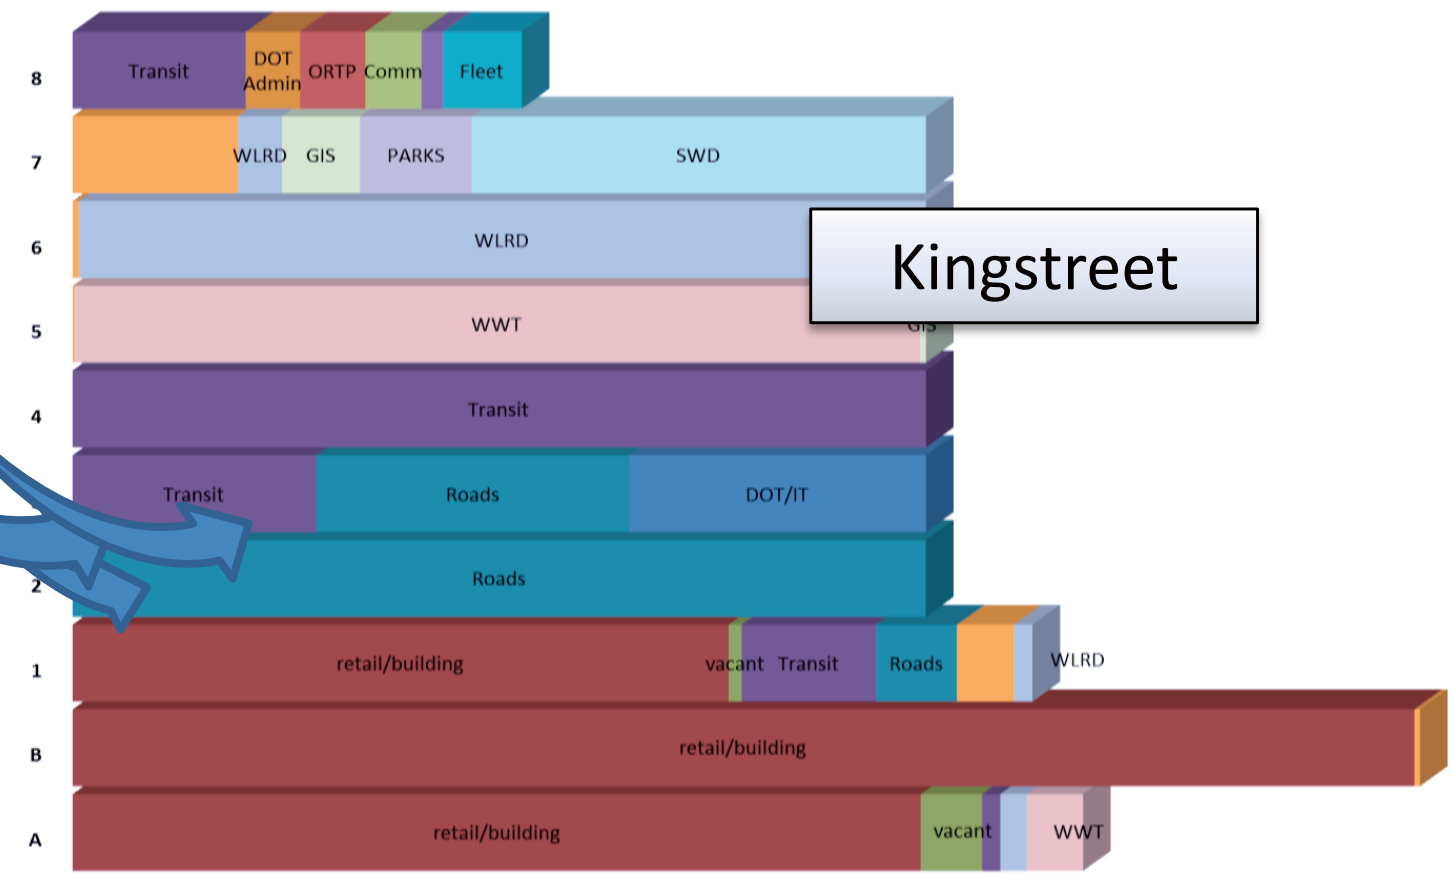 8
Transit
DOT
Admin
ORTP
Comm
Fleet
7
WLRD
GIS
PARKS
SWD
6
WLRD
Kingstreet
5
WWT
GIS
4
Transit
Transit
Roads
DOT/IT
2
Roads
1
retail/building
vacant
Transit
Roads
WLRD
B
retail/building
A
retail/building
vacant
WWT